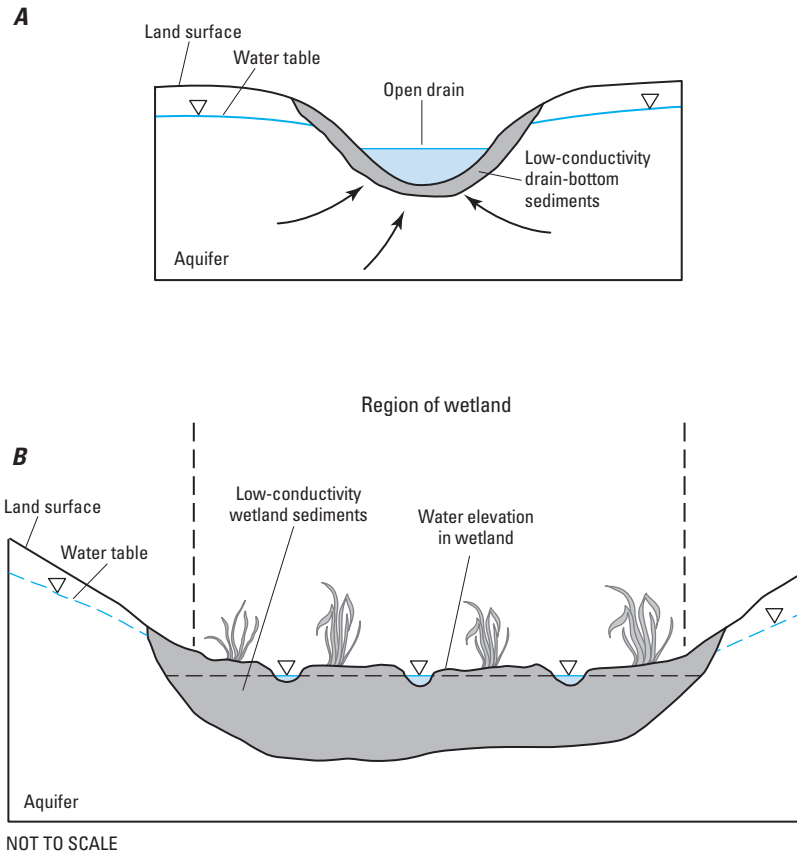 A
Land surface
Water table
Open drain
Low-conductivity
drain-bottom
sediments
Aquifer
Region of wetland
B
Low-conductivity
wetland sediments
Land surface
Water elevation
in wetland
Water table
Aquifer
NOT TO SCALE